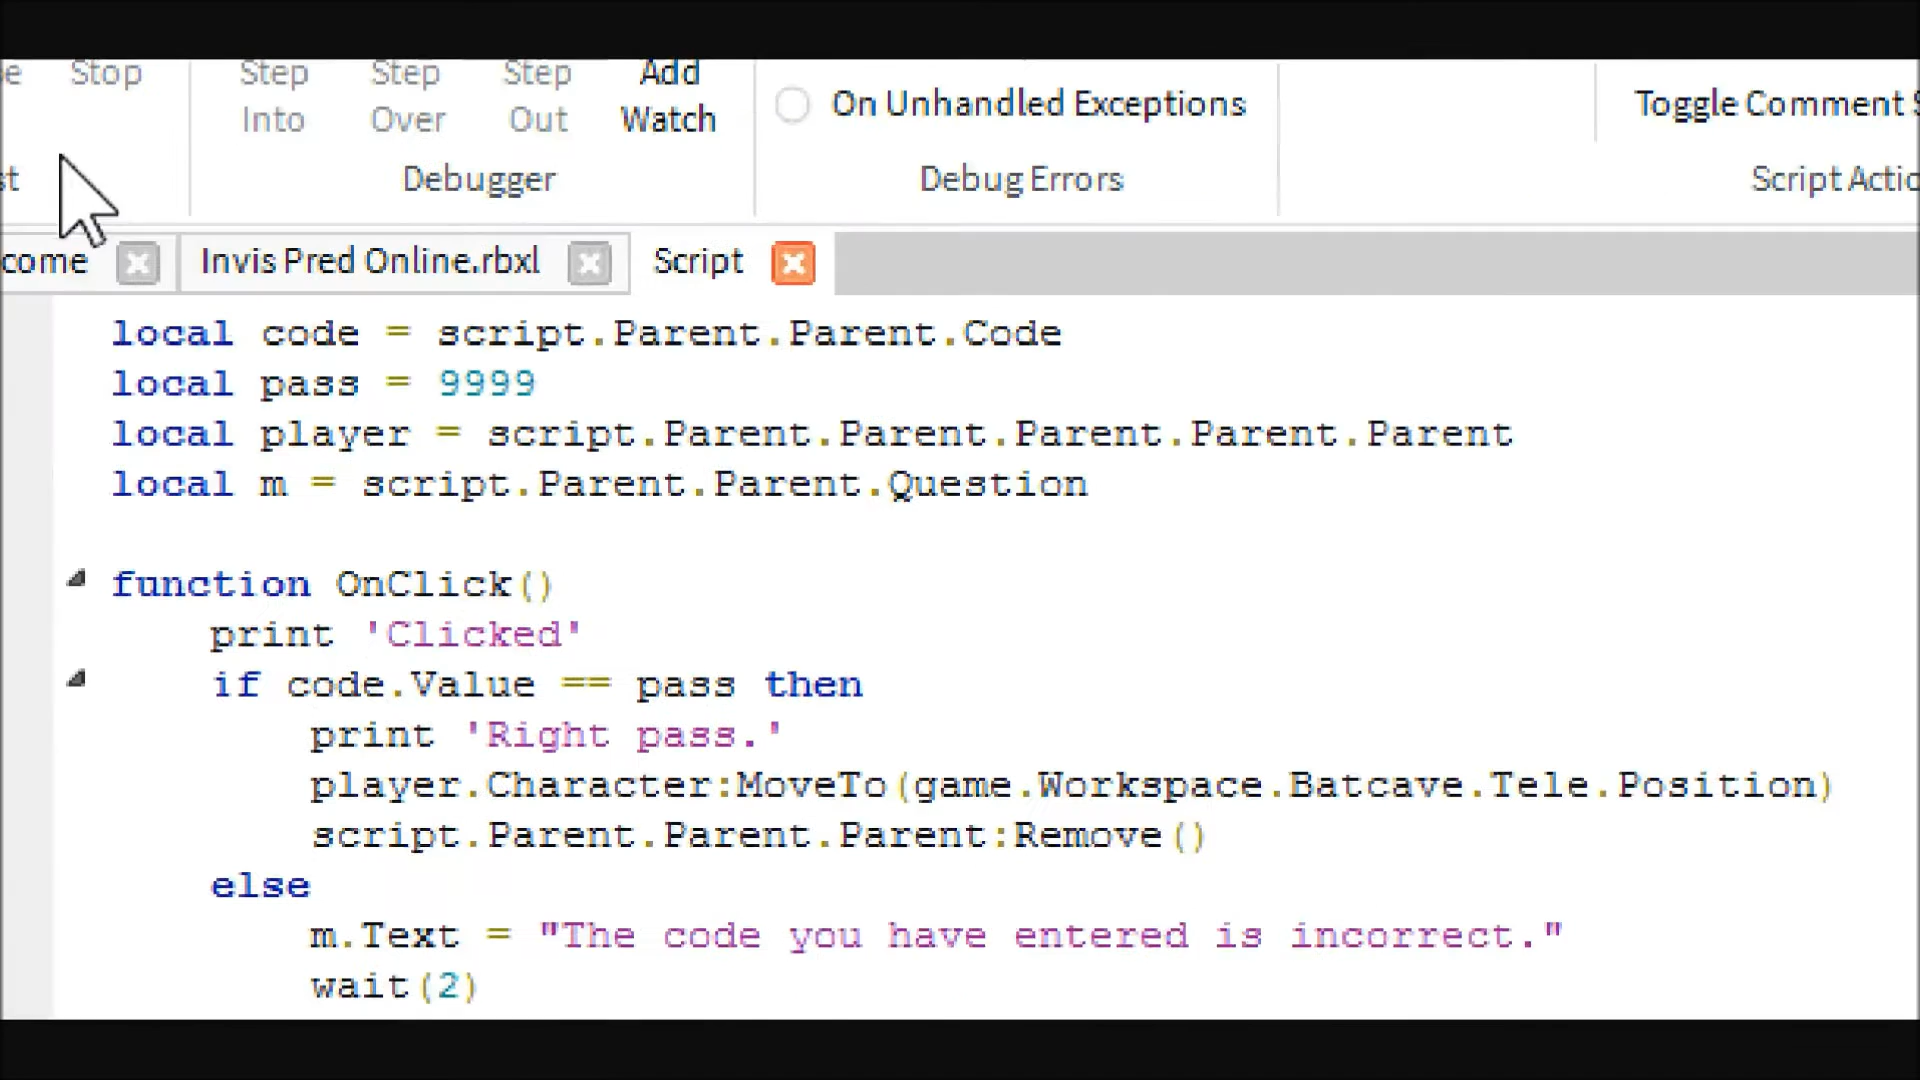 Stop
Step Into
Step Over
Step Out
Add Watch
Debugger
On Unhandled Exceptions
Debug Errors
Toggle Comment S
Script Actio
come
Invis Pred Online.rbxl
Script
local code = script.Parent.Parent.Code
local pass = 9999
local player = script.Parent.Parent.Parent.Parent.Parent
local m = script.Parent.Parent.Question
function OnClick()
print 'Clicked'
if code.Value == pass then
print 'Right pass.'
player.Character:MoveTo(game.Workspace.Batcave.Tele.Position)
script.Parent.Parent.Parent:Remove()
else
m.Text = "The code you have entered is incorrect."
wait(2)